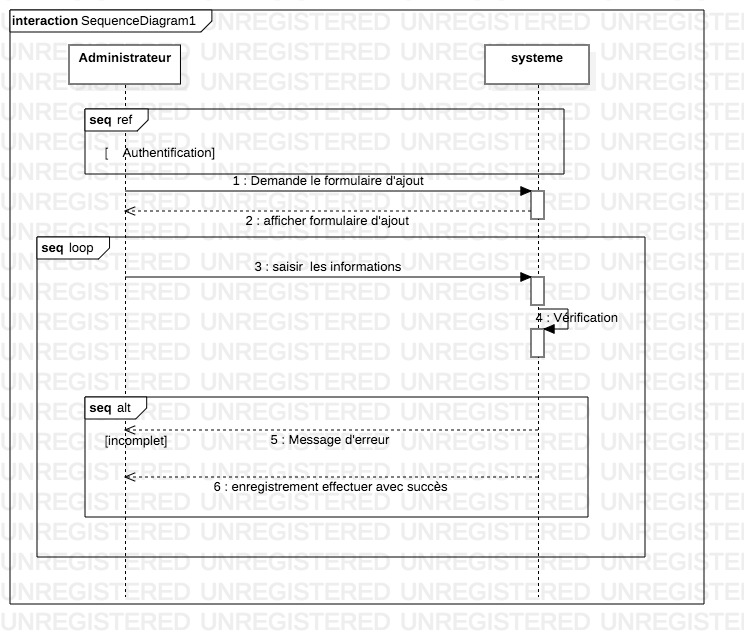 interaction SequenceDiagram1
Administrateur
systeme
seq ref
[ Authentification]
1 : Demande le formulaire d'ajout
2 : afficher formulaire d'ajout
seq loop
3 : saisir les informations
4 : Vérification
seq alt
[incomplet]
5 : Message d'erreur
6 : enregistrement effectuer avec succès
UNREGISTERED